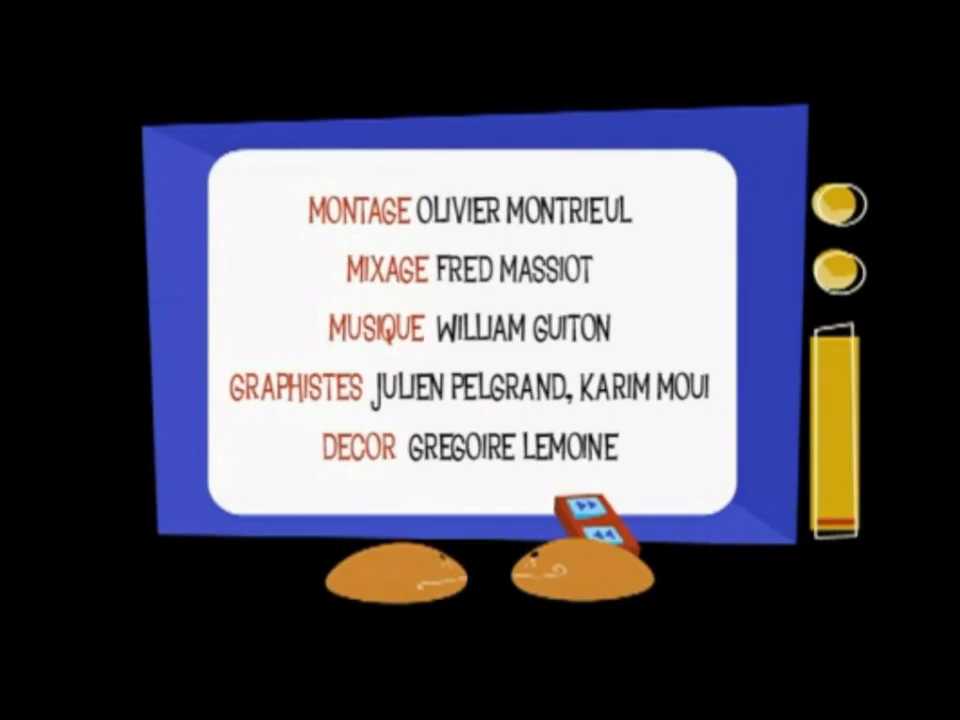 MONTAGE OLIVIER MONTRIEUL
MIXAGE FRED MASSIOT
MUSIQUE WILLIAM GUITON
GRAPHISTES JULIEN PELGRAND, KARIM MOUI
DECOR GREGOIRE LEMOINE